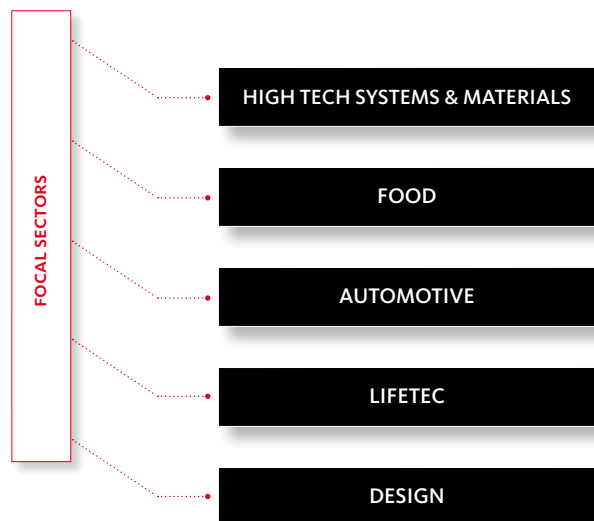 FOCAL SECTORS
HIGH TECH SYSTEMS & MATERIALS
FOOD
AUTOMOTIVE
LIFETEC
DESIGN